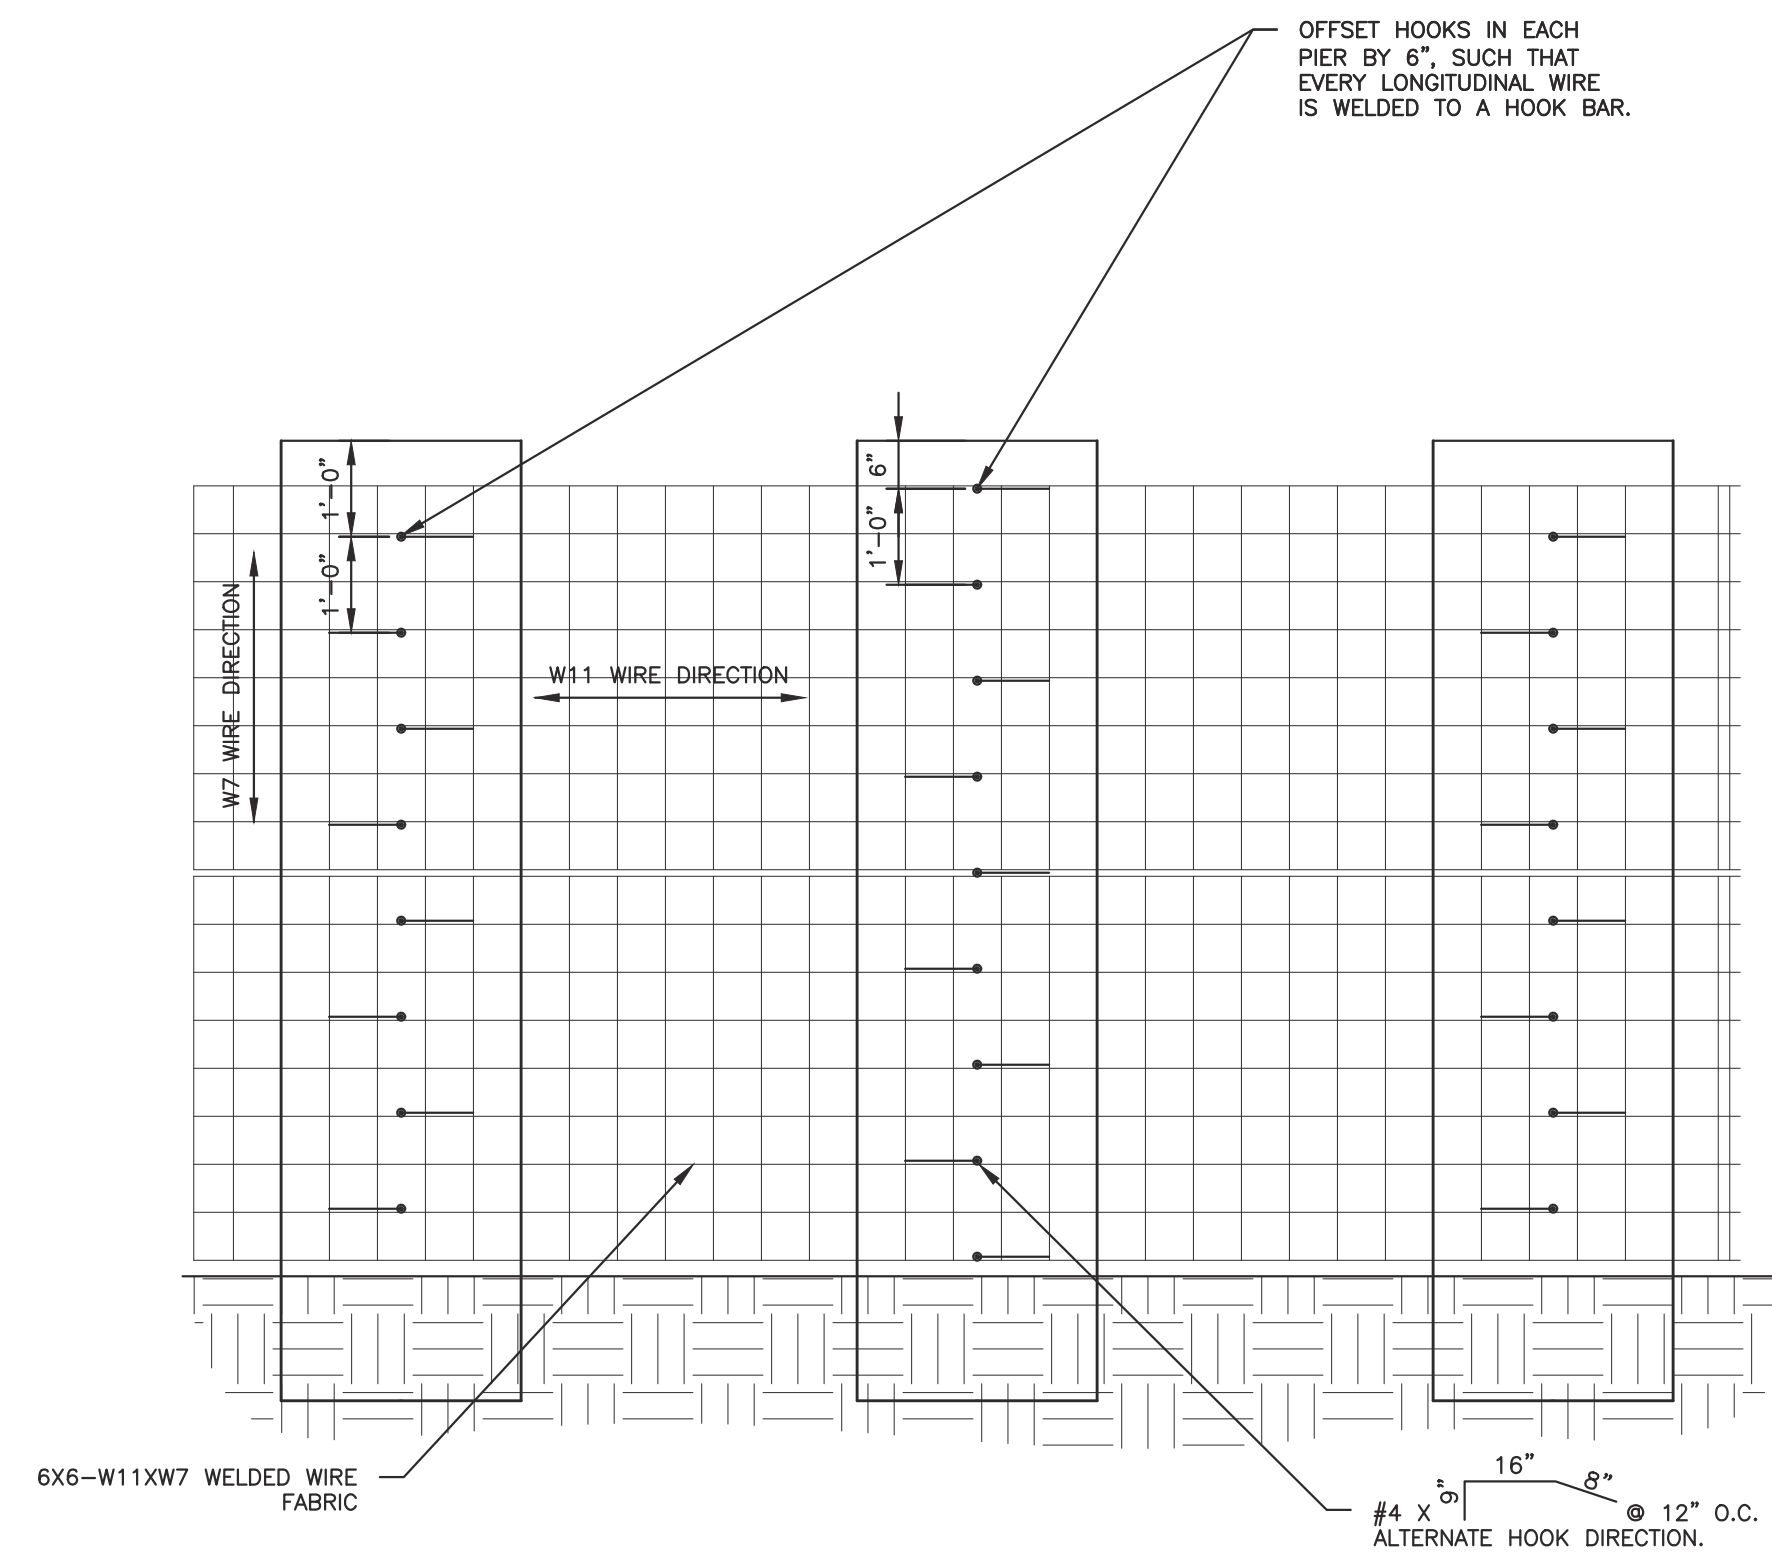 OFFSET HOOKS IN EACH
PIER BY 6", SUCH THAT
EVERY LONGITUDINAL WIRE
IS WELDED TO A HOOK BAR.
1'-0"
1'-0"
6"
1'-0"
W7 WIRE DIRECTION
W11 WIRE DIRECTION
6X6-W11XW7 WELDED WIRE
FABRIC
16"
9"
8"
#4 X @ 12" O.C.
ALTERNATE HOOK DIRECTION.